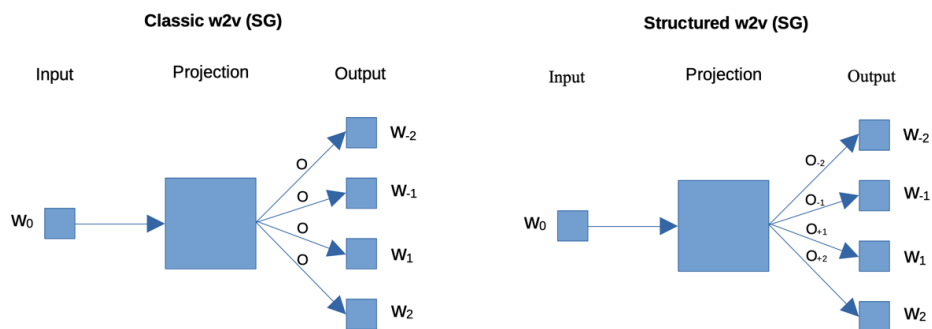 Classic w2v (SG)
Input
Projection
Output
W0
O
O
O
O
W-2
W-1
W1
W2
Structured w2v (SG)
Input
Projection
Output
W0
O-2
O-1
O+1
O+2
W-2
W-1
W1
W2